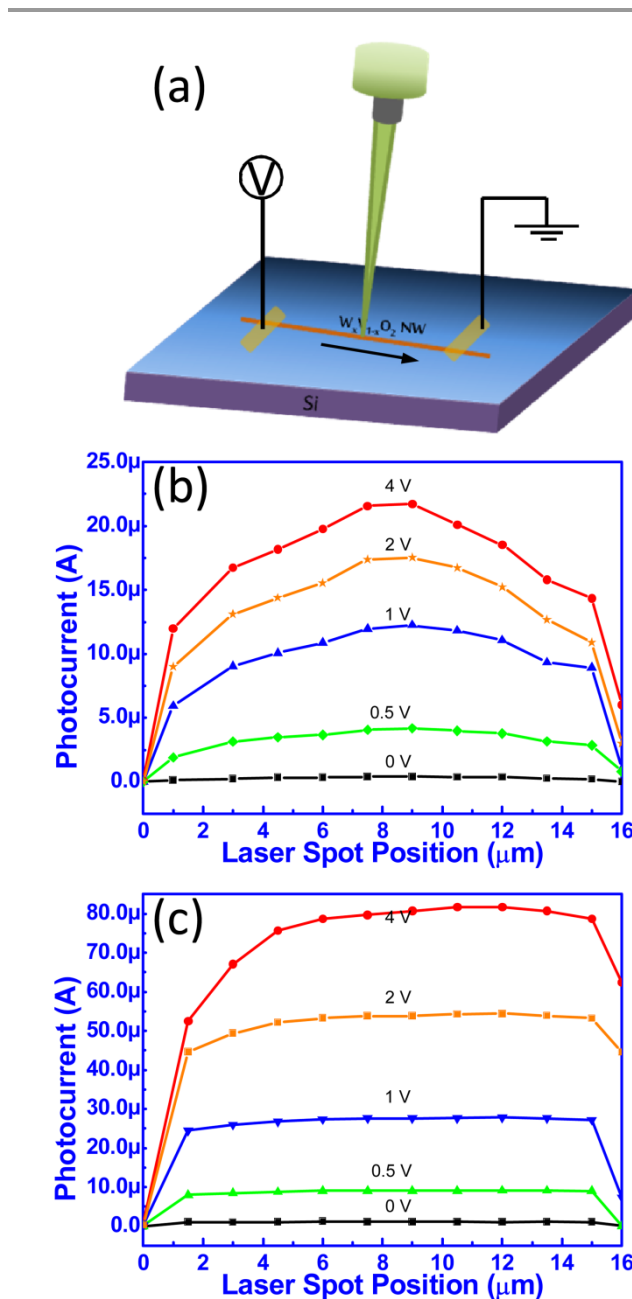 (a)
V
WₓV₁₋ₓO₂ NW
Si
(b)
25.0μ
20.0μ
15.0μ
10.0μ
5.0μ
0.0
Photocurrent (A)
4 V
2 V
1 V
0.5 V
0 V
0 2 4 6 8 10 12 14 16
Laser Spot Position (μm)
(c)
80.0μ
70.0μ
60.0μ
50.0μ
40.0μ
30.0μ
20.0μ
10.0μ
0.0
Photocurrent (A)
4 V
2 V
1 V
0.5 V
0 V
0 2 4 6 8 10 12 14 16
Laser Spot Position (μm)